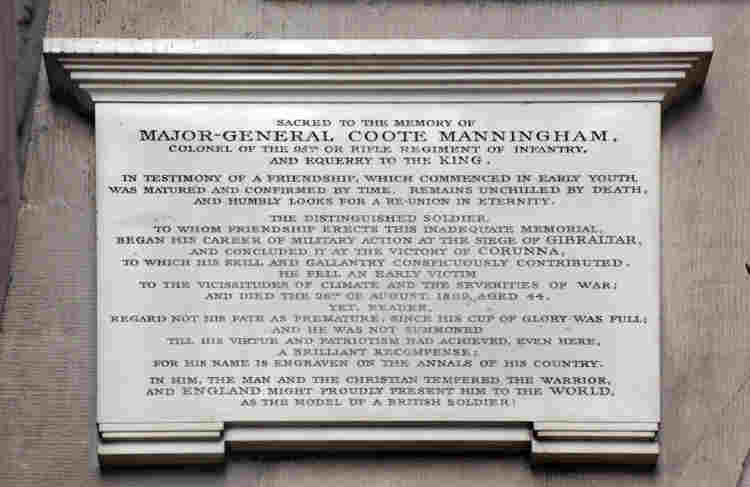 SACRED TO THE MEMORY OF
MAJOR-GENERAL COOTE MANNINGHAM,
COLONEL OF THE 95TH OR RIFLE REGIMENT OF INFANTRY,
AND EQUERRY TO THE KING.
IN TESTIMONY OF A FRIENDSHIP, WHICH COMMENCED IN EARLY YOUTH,
WAS MATURED AND CONFIRMED BY TIME. REMAINS UNCHILLED BY DEATH,
AND HUMBLY LOOKS FOR A RE-UNION IN ETERNITY.
THE DISTINGUISHED SOLDIER,
TO WHOM FRIENDSHIP ERECTS THIS INADEQUATE MEMORIAL,
BEGAN HIS CAREER OF MILITARY ACTION AT THE SIEGE OF GIBRALTAR,
AND CONCLUDED IT AT THE VICTORY OF CORUNNA,
TO WHICH HIS SKILL AND GALLANTRY CONSPICUOUSLY CONTRIBUTED.
HE FELL AN EARLY VICTIM
TO THE VICISSITUDES OF CLIMATE AND THE SEVERITIES OF WAR;
AND DIED THE 26TH OF AUGUST, 1809, AGED 44.
YET, READER,
REGARD NOT HIS FATE AS PREMATURE, SINCE HIS CUP OF GLORY WAS FULL;
AND HE WAS NOT SUMMONED
TILL HIS VIRTUE AND PATRIOTISM HAD ACHIEVED, EVEN HERE,
A BRILLIANT RECOMPENSE;
FOR HIS NAME IS ENGRAVEN ON THE ANNALS OF HIS COUNTRY.
IN HIM, THE MAN AND THE CHRISTIAN TEMPERED THE WARRIOR,
AND ENGLAND MIGHT PROUDLY PRESENT HIM TO THE WORLD,
AS THE MODEL OF A BRITISH SOLDIER!